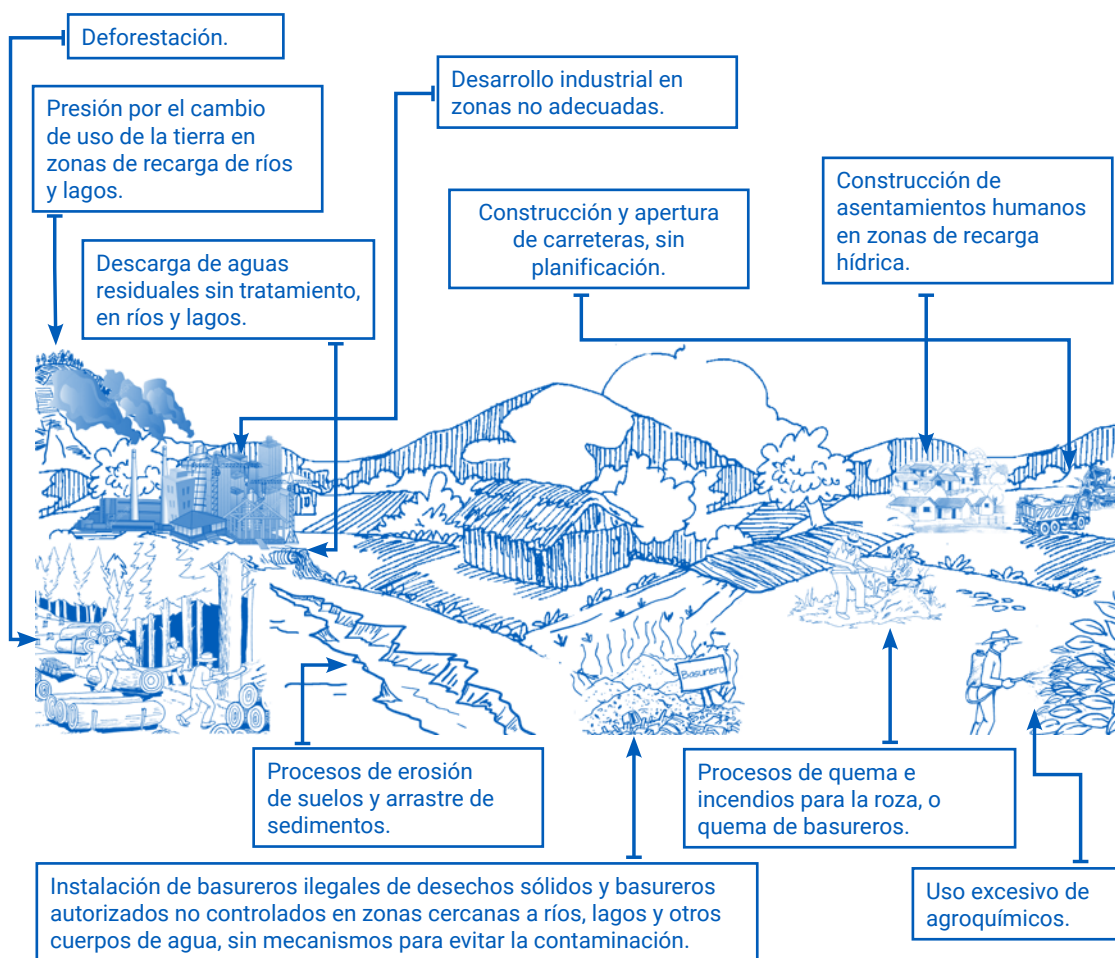 Deforestación.
Desarrollo industrial en
zonas no adecuadas.
Presión por el cambio
de uso de la tierra en
zonas de recarga de ríos
y lagos.
Construcción de
asentamientos humanos
en zonas de recarga
hídrica.
Construcción y apertura
de carreteras, sin
planificación.
Descarga de aguas
residuales sin tratamiento,
en ríos y lagos.
Basurero
Procesos de erosión
de suelos y arrastre de
sedimentos.
Procesos de quema e
incendios para la roza, o
quema de basureros.
Instalación de basureros ilegales de desechos sólidos y basureros
autorizados no controlados en zonas cercanas a ríos, lagos y otros
cuerpos de agua, sin mecanismos para evitar la contaminación.
Uso excesivo de
agroquímicos.